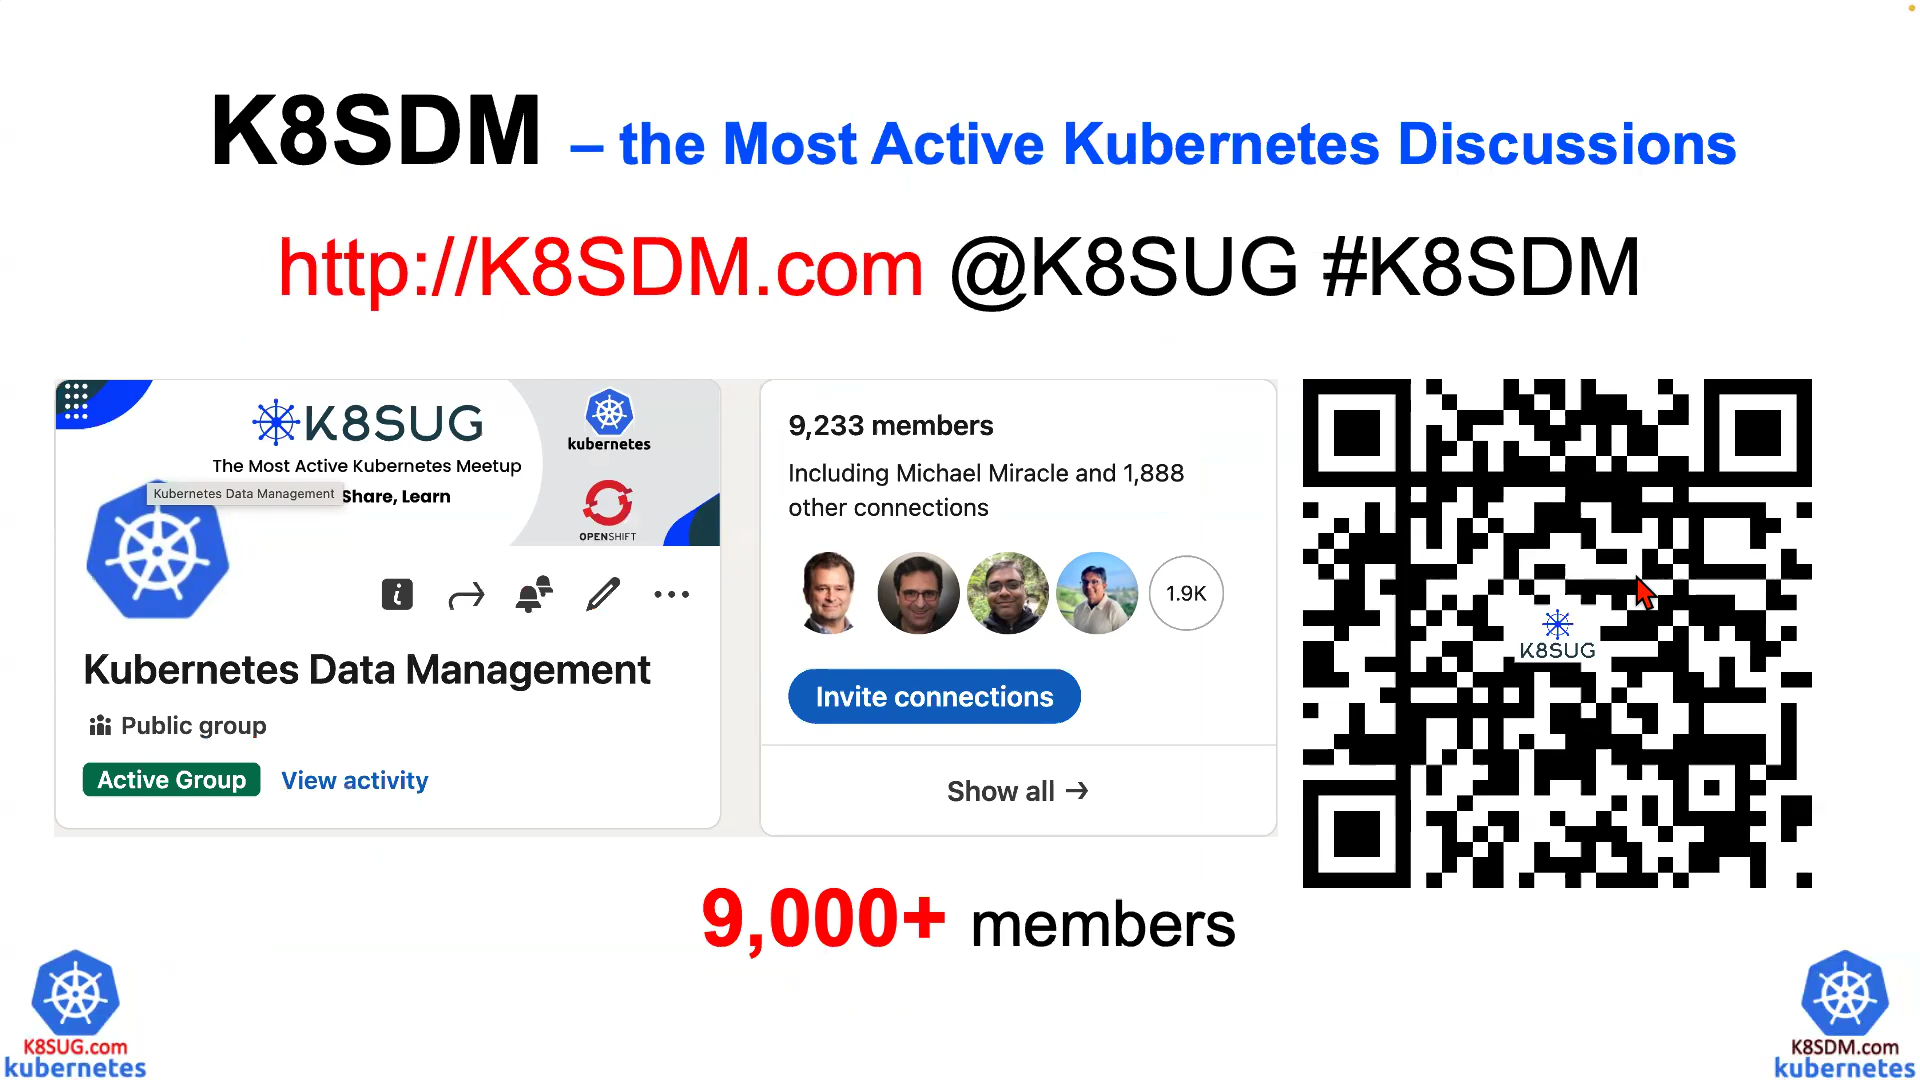 K8SDM – the Most Active Kubernetes Discussions
http://K8SDM.com @K8SUG #K8SDM
K8SUG
The Most Active Kubernetes Meetup
Kubernetes Data Management
Share, Learn
kubernetes
OPENSHIFT
Kubernetes Data Management
Public group
Active Group View activity
9,233 members
Including Michael Miracle and 1,888
other connections
1.9K
Invite connections
Show all →
K8SUG
9,000+ members
K8SUG.com
kubernetes
K8SDM.com
kubernetes